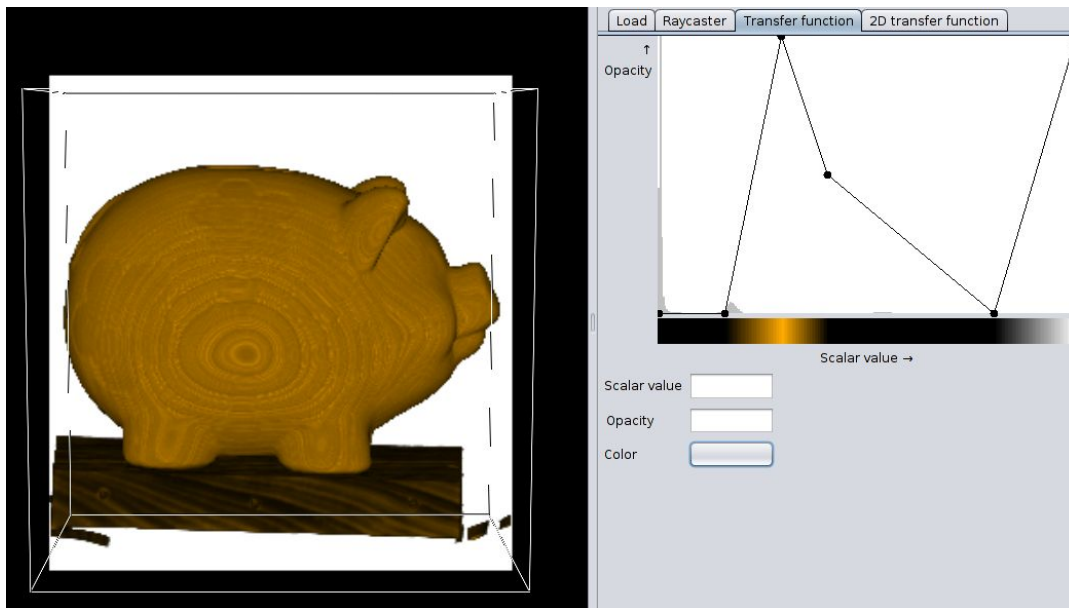 Load Raycaster Transfer function 2D transfer function
↑
Opacity
Scalar value →
Scalar value
Opacity
Color